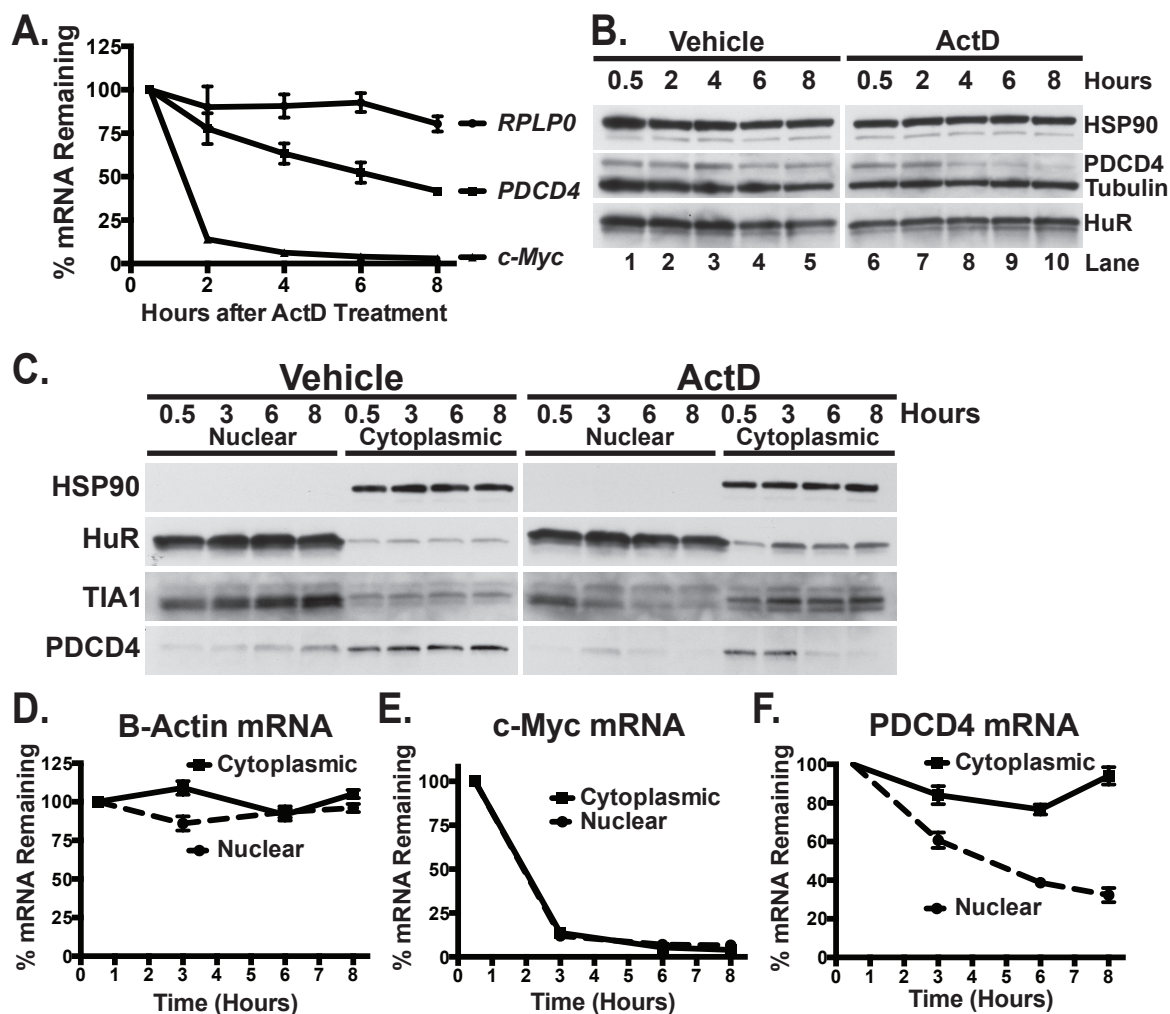 A.
125
100
75
50
25
0
% mRNA Remaining
0 2 4 6 8
Hours after ActD Treatment
RPLP0
PDCD4
c-Myc
B.
Vehicle ActD
0.5 2 4 6 8 0.5 2 4 6 8 Hours
HSP90
PDCD4
Tubulin
HuR
1 2 3 4 5 6 7 8 9 10 Lane
C.
Vehicle ActD
0.5 3 6 8 0.5 3 6 8 0.5 3 6 8 0.5 3 6 8 Hours
Nuclear Cytoplasmic Nuclear Cytoplasmic
HSP90
HuR
TIA1
PDCD4
D.
B-Actin mRNA
% mRNA Remaining
125
100
75
50
25
0
Cytoplasmic
Nuclear
0 1 2 3 4 5 6 7 8
Time (Hours)
E.
c-Myc mRNA
% mRNA Remaining
100
75
50
25
0
Cytoplasmic
Nuclear
0 1 2 3 4 5 6 7 8
Time (Hours)
F.
PDCD4 mRNA
% mRNA Remaining
100
80
60
40
20
0
Cytoplasmic
Nuclear
0 1 2 3 4 5 6 7 8
Time (Hours)